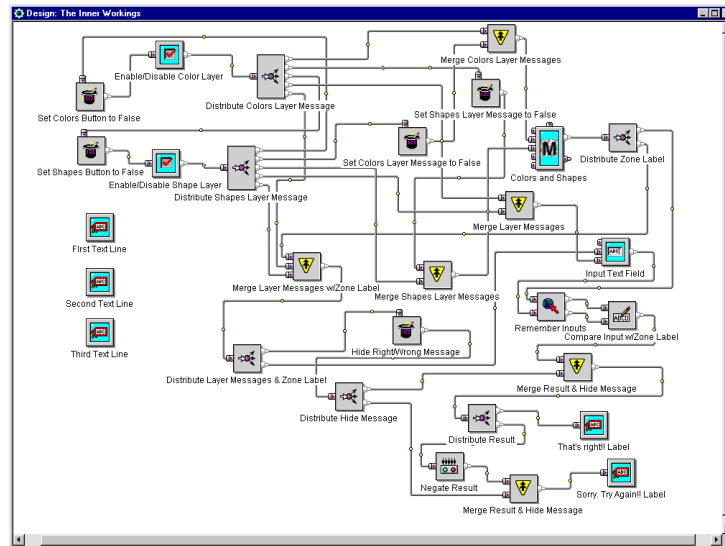 Design: The Inner Workings
Merge Colors Layer Messages
Enable/Disable Color Layer
Distribute Colors Layer Message
Set Colors Button to False
Set Shapes Layer Message to False
Set Colors Layer Message to False
Colors and Shapes
Distribute Zone Label
Set Shapes Button to False
Enable/Disable Shape Layer
Distribute Shapes Layer Message
Merge Layer Messages
First Text Line
Input Text Field
Merge Layer Messages w/Zone Label
Merge Shapes Layer Messages
Second Text Line
Remember Inputs
Compare Input w/Zone Label
Third Text Line
Hide Right/Wrong Message
Distribute Layer Messages & Zone Label
Merge Result & Hide Message
Distribute Hide Message
Distribute Result
That's right!! Label
Negate Result
Sorry. Try Again!! Label
Merge Result & Hide Message